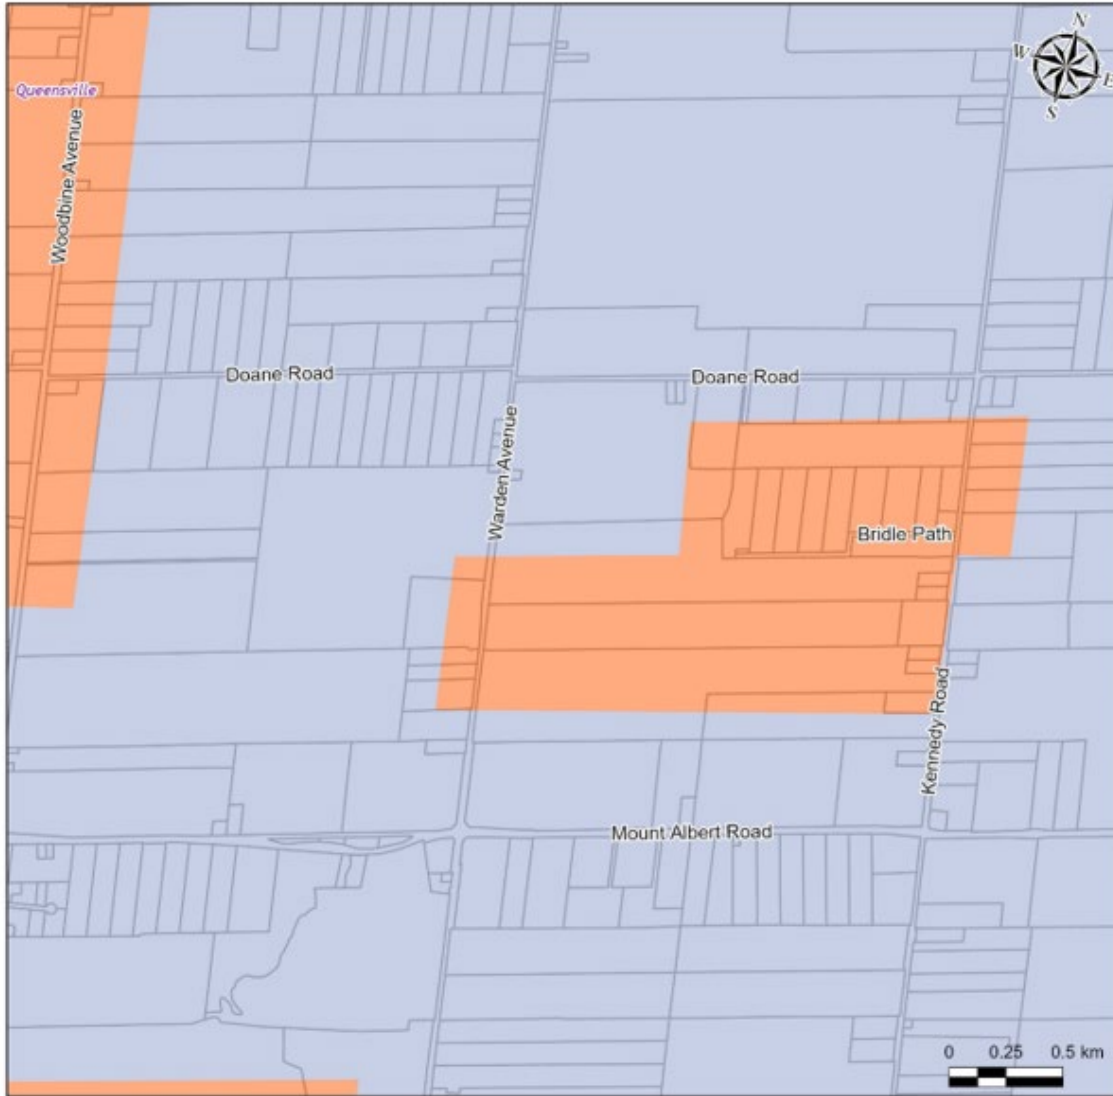 N
W
E
S
Queensville
Woodbine Avenue
Doane Road
Doane Road
Warden Avenue
Bridle Path
Kennedy Road
Mount Albert Road
0 0.25 0.5 km